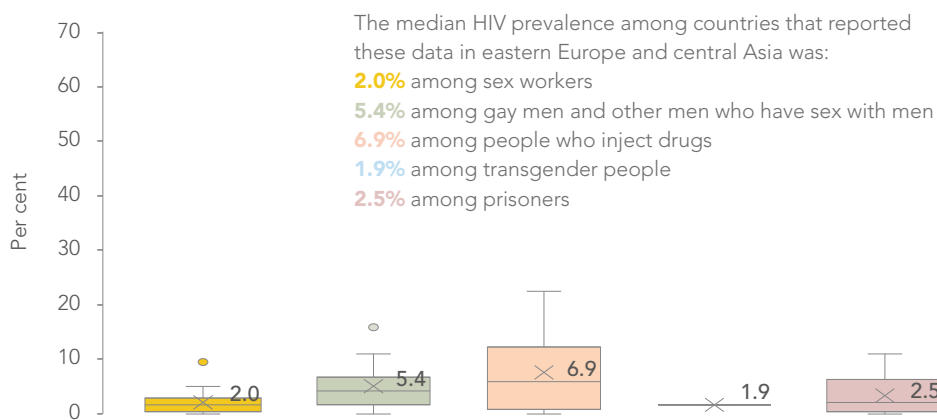 The median HIV prevalence among countries that reported
these data in eastern Europe and central Asia was:
2.0% among sex workers
5.4% among gay men and other men who have sex with men
6.9% among people who inject drugs
1.9% among transgender people
2.5% among prisoners
Per cent
70
60
50
40
30
20
10
0
2.0
5.4
6.9
1.9
2.5